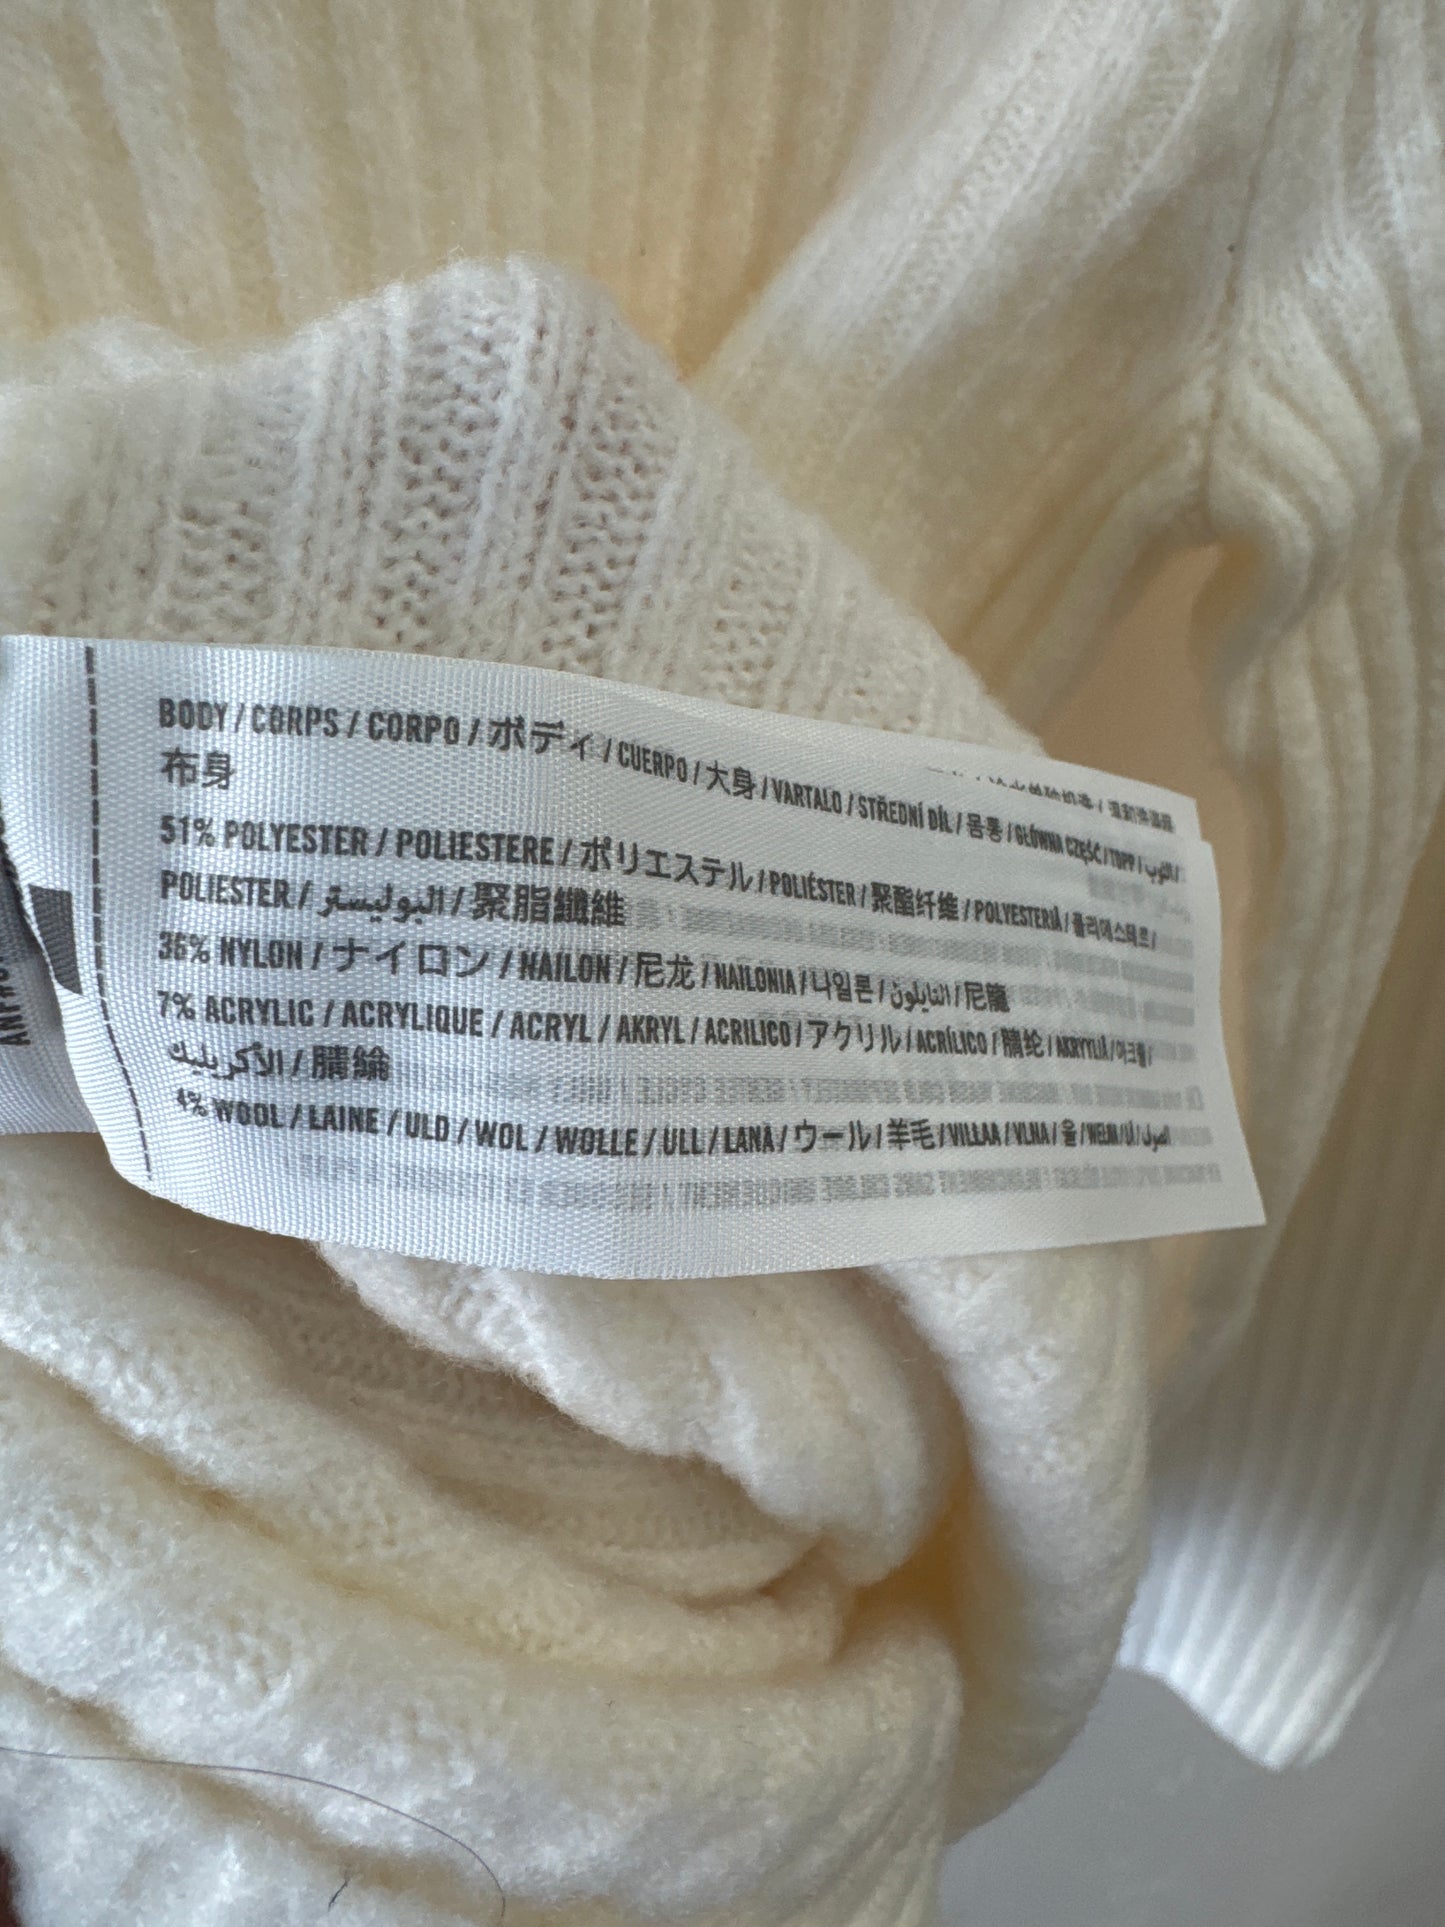 BODY / CORPS / CORPO / ボディ / CUERPO / 大身 / VARTALO / STŘEDNÍ DÍL / 몸통 / GŁÓWNA CZĘŚĆ / TOPP / الثوب /
布身
51% POLYESTER / POLIESTERE / ポリエステル / POLIÉSTER / 聚酯纤维 / POLYESTERIÄ / 폴리에스테르 /
POLIESTER / البوليستر / 聚脂纖維
36% NYLON / ナイロン / NAILON / 尼龙 / NAILONIA / 나일론 / النايلون / 尼龍
7% ACRYLIC / ACRYLIQUE / ACRYL / AKRYL / ACRILICO / アクリル / ACRÍLICO / 腈纶 / AKRYYLIÄ / 아크릴 /
الأكريليك / 腈綸
4% WOOL / LAINE / ULD / WOL / WOLLE / ULL / LANA / ウール / 羊毛 / VILLAA / VLNA / 울 / WEŁNA